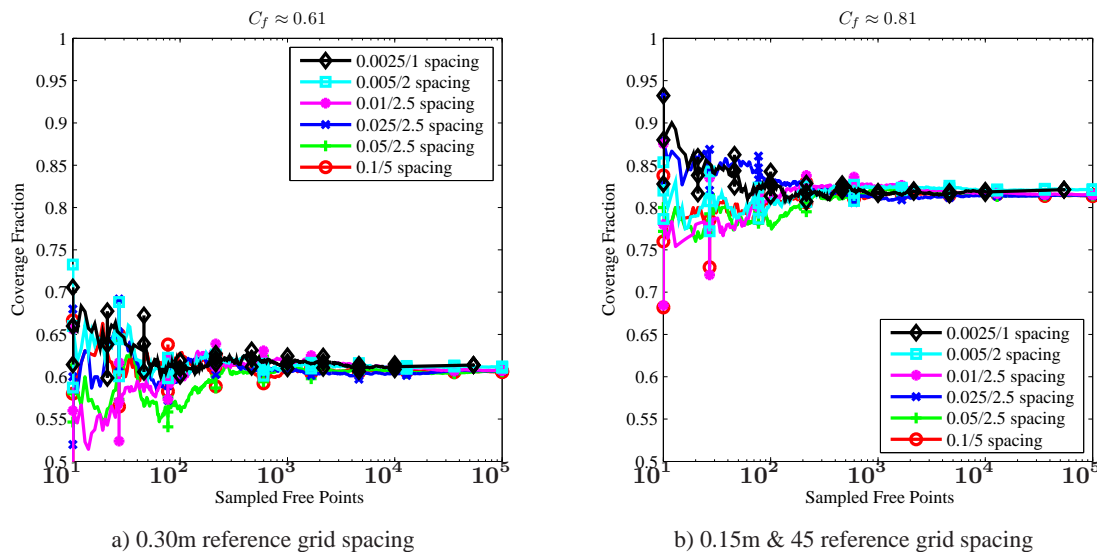 C_f ≈ 0.61
1
0.95
0.9
0.85
0.8
0.75
0.7
0.65
0.6
0.55
0.5
Coverage Fraction
0.0025/1 spacing
0.005/2 spacing
0.01/2.5 spacing
0.025/2.5 spacing
0.05/2.5 spacing
0.1/5 spacing
10^1 10^2 10^3 10^4 10^5
Sampled Free Points
a) 0.30m reference grid spacing
C_f ≈ 0.81
1
0.95
0.9
0.85
0.8
0.75
0.7
0.65
0.6
0.55
0.5
Coverage Fraction
0.0025/1 spacing
0.005/2 spacing
0.01/2.5 spacing
0.025/2.5 spacing
0.05/2.5 spacing
0.1/5 spacing
10^1 10^2 10^3 10^4 10^5
Sampled Free Points
b) 0.15m & 45 reference grid spacing